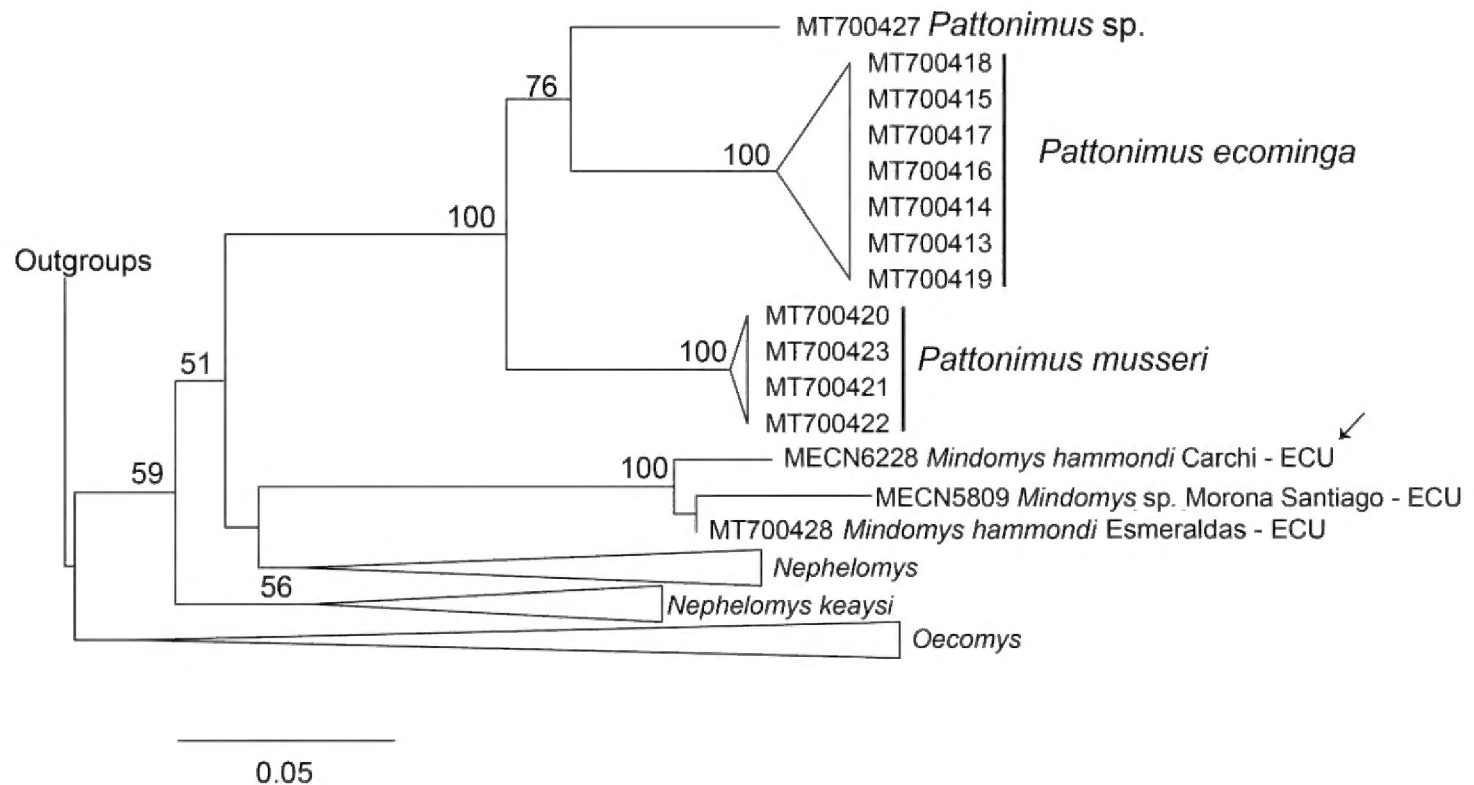 MT700427 Pattonimus sp.
76
MT700418
MT700415
MT700417
100
MT700416
Pattonimus ecominga
MT700414
100
MT700413
Outgroups
MT700419
MT700420
51
100
MT700423
Pattonimus musseri
MT700421
MT700422
59
100
MECN6228 Mindomys hammondi Carchi - ECU
MECN5809 Mindomys sp. Morona Santiago - ECU
MT700428 Mindomys hammondi Esmeraldas - ECU
Nephelomys
56
Nephelomys keaysi
Oecomys
0.05